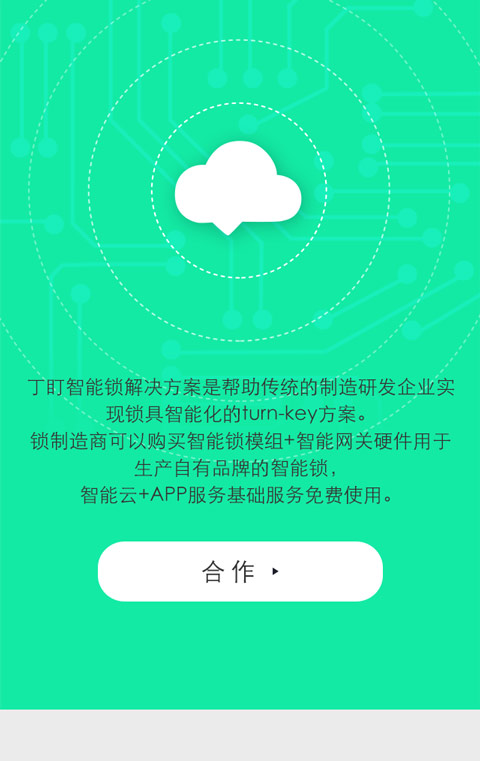 丁盯智能锁解决方案是帮助传统的制造研发企业实
现锁具智能化的turn-key方案。
锁制造商可以购买智能锁模组+智能网关硬件用于
生产自有品牌的智能锁，
智能云+APP服务基础服务免费使用。
合作